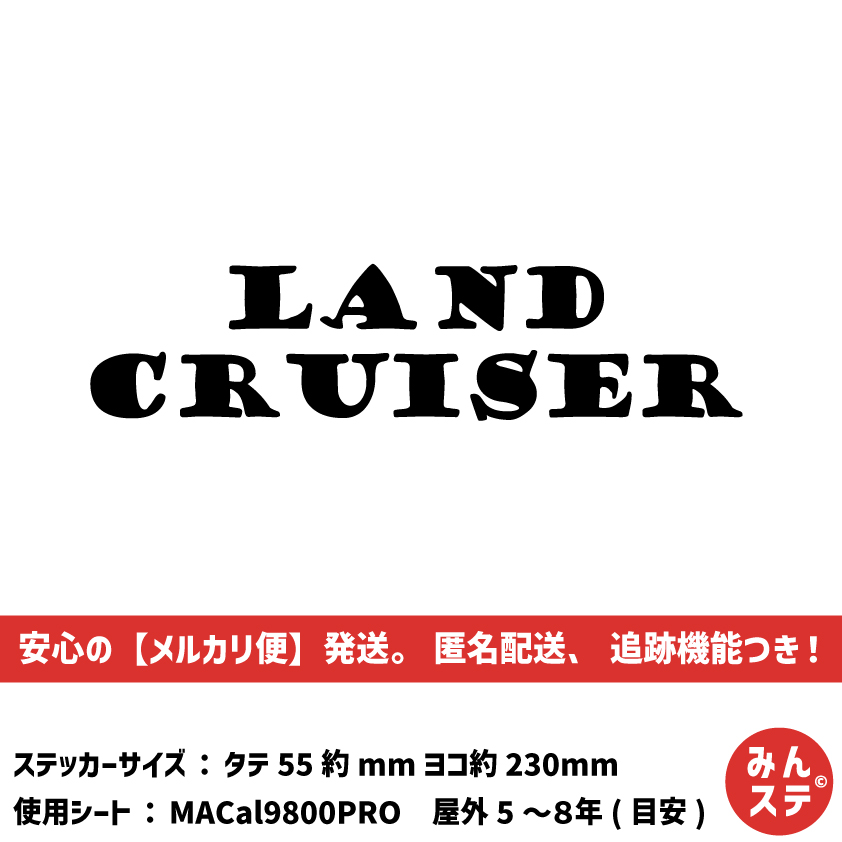 LAND
CRUISER
安心の【メルカリ便】発送。 匿名配送、 追跡機能つき!
ステッカーサイズ : タテ 55 約 mm ヨコ約 230mm
使用シート : MACal9800PRO 屋外 5 ～8年 ( 目安 )
みん
ステ©